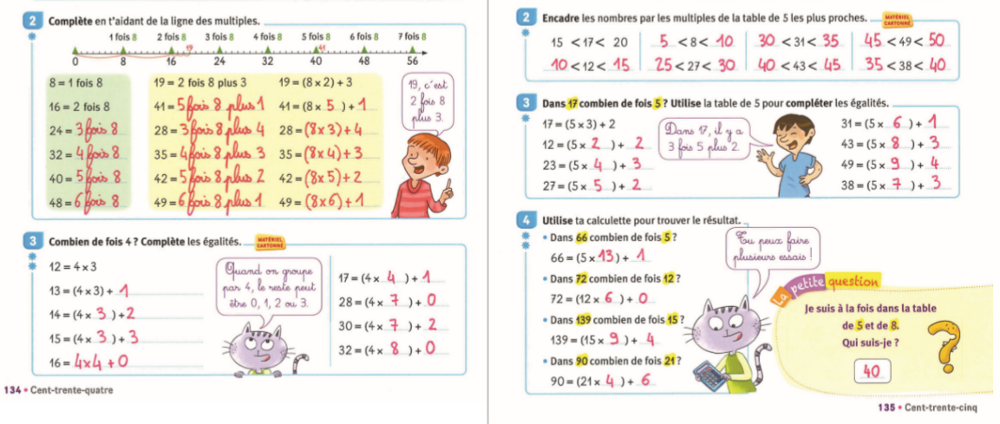 2 Complète en t'aidant de la ligne des multiples.
1 fois 8 2 fois 8 3 fois 8 4 fois 8 5 fois 8 6 fois 8 7 fois 8
19 41
0 8 16 24 32 40 48 56
8 = 1 fois 8
16 = 2 fois 8
24 = 3 fois 8
32 = 4 fois 8
40 = 5 fois 8
48 = 6 fois 8
19 = 2 fois 8 plus 3 19 = (8 × 2) + 3
41 = 5 fois 8 plus 1 41 = (8 × 5) + 1
28 = 3 fois 8 plus 4 28 = (8x3) + 4
35 = 4 fois 8 plus 3 35 = (8x4) + 3
42 = 5 fois 8 plus 2 42 = (8x5) + 2
49 = 6 fois 8 plus 1 49 = (8x6) + 1
19, c'est
2 fois 8
plus 3.
3 Combien de fois 4 ? Complète les égalités. MATÉRIEL CARTONNÉ
12 = 4 × 3
13 = (4 × 3) + 1
14 = (4 × 3) + 2
15 = (4 × 3) + 3
16 = 4x4 + 0
Quand on groupe
par 4, le reste peut
être 0, 1, 2 ou 3.
17 = (4 × 4) + 1
28 = (4 × 7) + 0
30 = (4 × 7) + 2
32 = (4 × 8) + 0
134 • Cent-trente-quatre
2 Encadre les nombres par les multiples de la table de 5 les plus proches. MATÉRIEL CARTONNÉ
15 < 17 < 20 5 < 8 < 10 30 < 31 < 35 45 < 49 < 50
10 < 12 < 15 25 < 27 < 30 40 < 43 < 45 35 < 38 < 40
3 Dans 17 combien de fois 5 ? Utilise la table de 5 pour compléter les égalités.
17 = (5 × 3) + 2
12 = (5 × 2) + 2
23 = (5 × 4) + 3
27 = (5 × 5) + 2
Dans 17, il y a
3 fois 5 plus 2.
31 = (5 × 6) + 1
43 = (5 × 8) + 3
49 = (5 × 9) + 4
38 = (5 × 7) + 3
4 Utilise ta calculette pour trouver le résultat.
• Dans 66 combien de fois 5 ?
66 = (5 × 13) + 1
• Dans 72 combien de fois 12 ?
72 = (12 × 6) + 0
• Dans 139 combien de fois 15 ?
139 = (15 × 9) + 4
• Dans 90 combien de fois 21 ?
90 = (21 × 4) + 6
Tu peux faire
plusieurs essais !
La petite question
Je suis à la fois dans la table
de 5 et de 8.
Qui suis-je ?
40
135 • Cent-trente-cinq